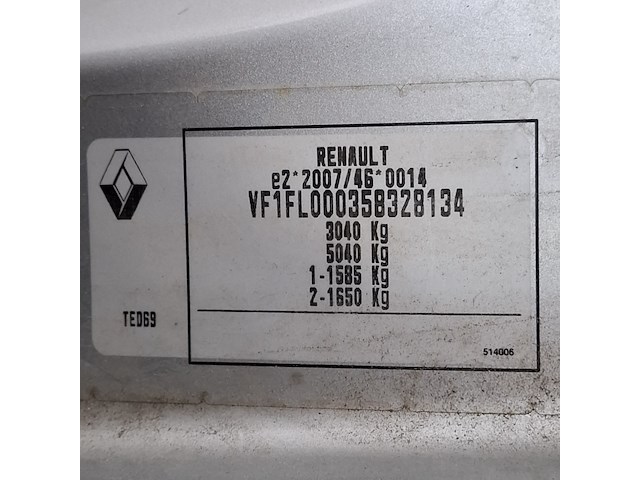 RENAULT
e2*2007/46*0014
VF1FL000358328134
3040 Kg
5040 Kg
1-1585 Kg
2-1650 Kg
TED69
514006